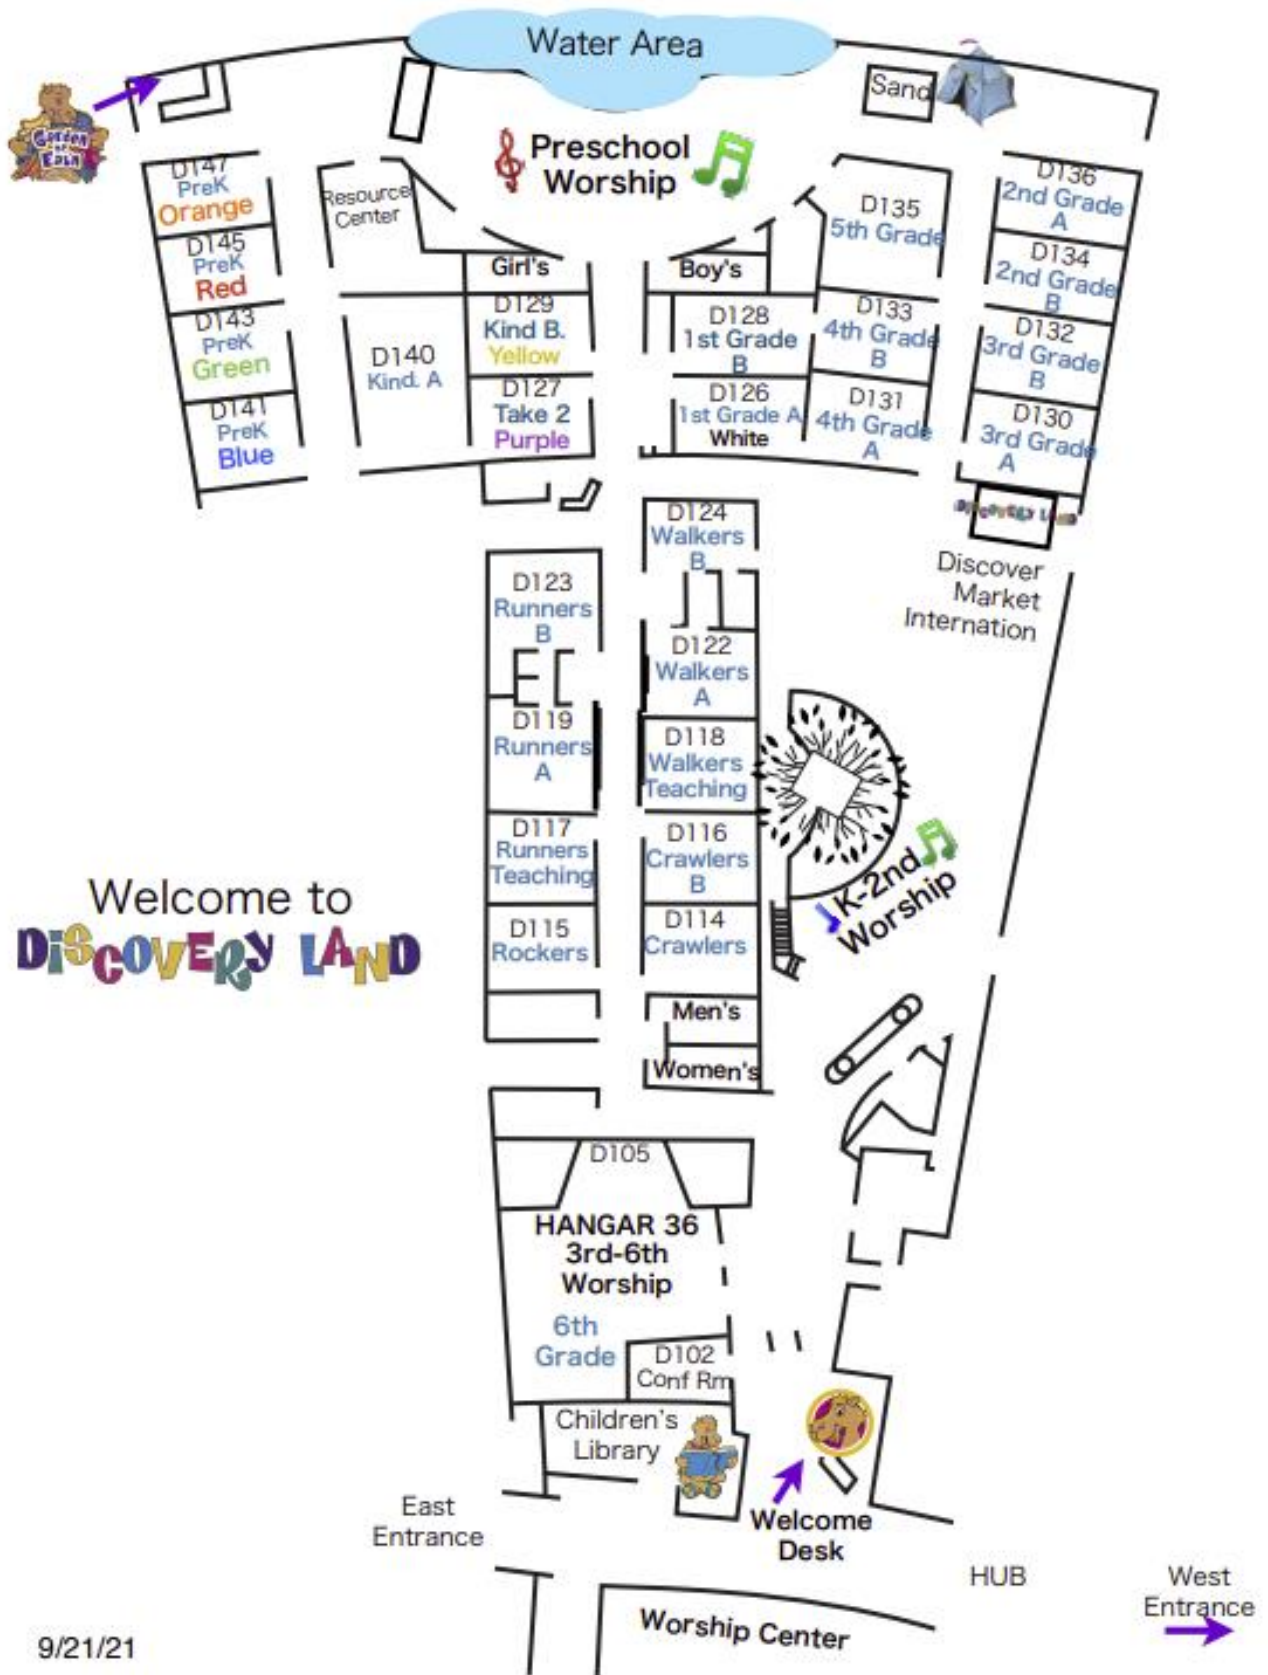 Water Area
Garden
of
Eatn
Sand
Preschool
Worship
D147
PreK
Orange
D145
PreK
Red
D143
PreK
Green
D141
PreK
Blue
Resource
Center
Girl's
D129
Kind B.
Yellow
D140
Kind. A
D127
Take 2
Purple
Boy's
D128
1st Grade
B
D126
1st Grade A
White
D135
5th Grade
D133
4th Grade
B
D131
4th Grade
A
D136
2nd Grade
A
D134
2nd Grade
B
D132
3rd Grade
B
D130
3rd Grade
A
DISCOVERY LAND
Discover
Market
Internation
D124
Walkers
B
D123
Runners
B
D122
Walkers
A
D119
Runners
A
D118
Walkers
Teaching
D117
Runners
Teaching
D116
Crawlers
B
D115
Rockers
D114
Crawlers
K-2nd
Worship
Welcome to
DiSCOVERY LAND
Men's
Women's
D105
HANGAR 36
3rd-6th
Worship
6th
Grade
D102
Conf Rm
Children's
Library
East
Entrance
Welcome
Desk
HUB
West
Entrance
Worship Center
9/21/21